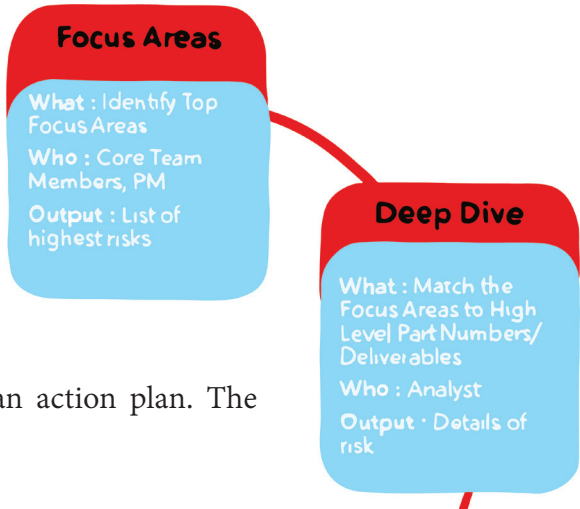 Focus Areas
What : Identify Top
Focus Areas
Who : Core Team
Members, PM
Output : List of
highest risks
Deep Dive
What : Match the
Focus Areas to High
Level Part Numbers/
Deliverables
Who : Analyst
Output : Details of
risk
an action plan. The